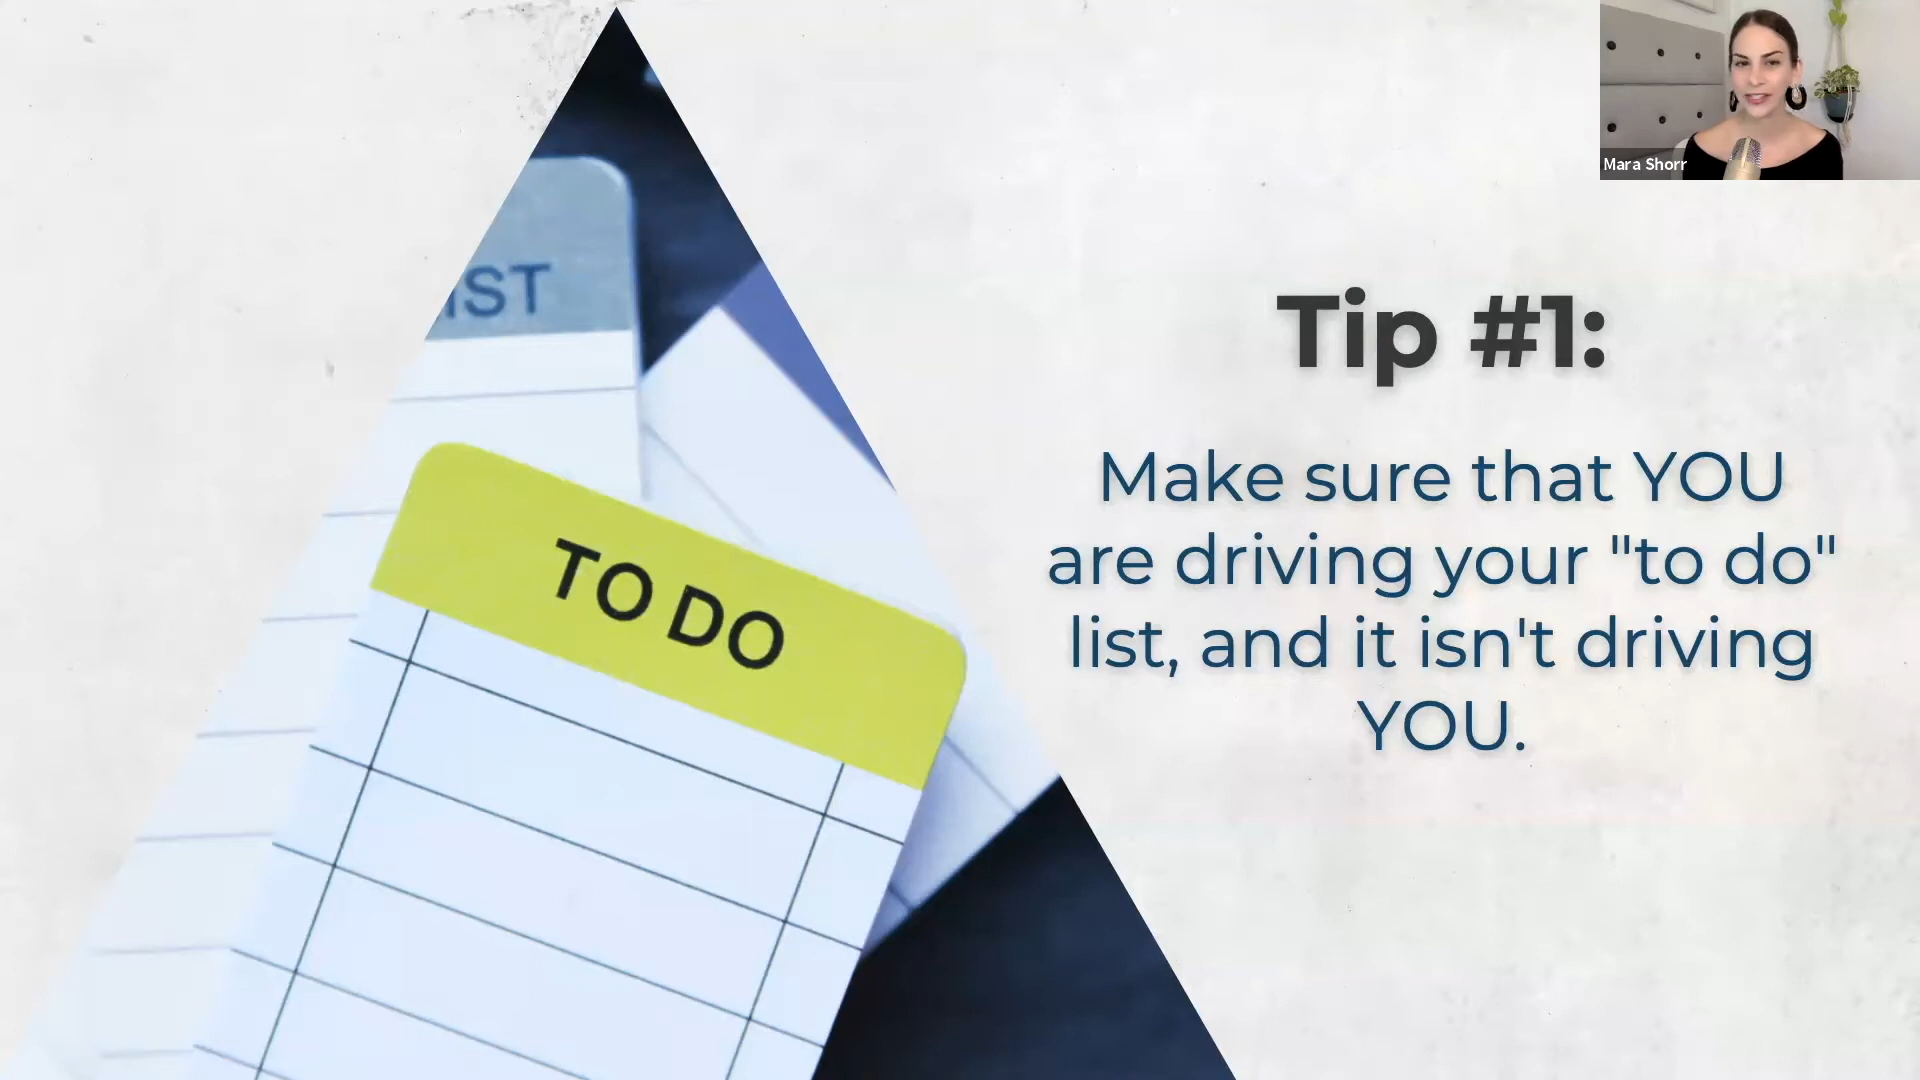 Mara Shorr
Tip #1:
Make sure that YOU
are driving your "to do"
list, and it isn't driving
YOU.
IST
TO DO